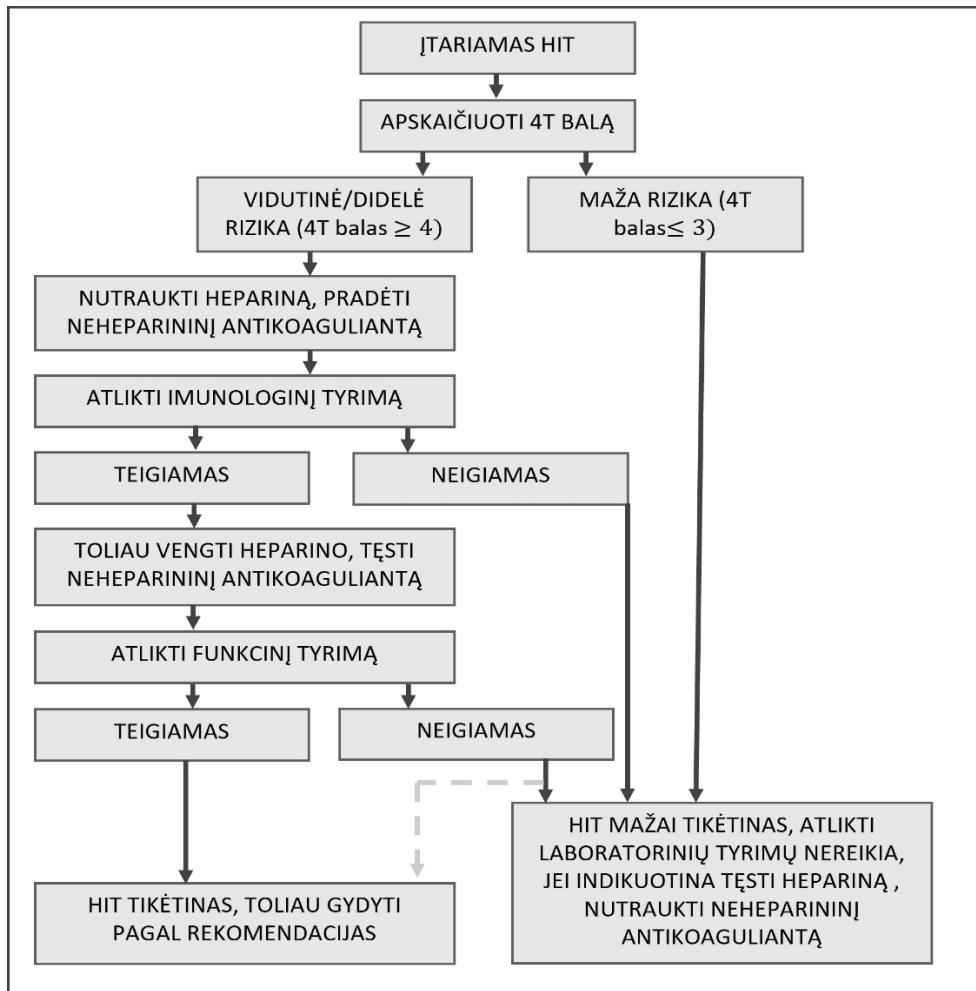 ĮTARIAMAS HIT
APSKAIČIUOTI 4T BALĄ
VIDUTINĖ/DIDELĖ
RIZIKA (4T balas ≥ 4)
MAŽA RIZIKA (4T
balas≤ 3)
NUTRAUKTI HEPARINĄ, PRADĖTI
NEHEPARININĮ ANTIKOAGULIANTĄ
ATLIKTI IMUNOLOGINĮ TYRIMĄ
TEIGIAMAS
NEIGIAMAS
TOLIAU VENGTI HEPARINO, TĘSTI
NEHEPARININĮ ANTIKOAGULIANTĄ
ATLIKTI FUNKCINĮ TYRIMĄ
TEIGIAMAS
NEIGIAMAS
HIT MAŽAI TIKĖTINAS, ATLIKTI
LABORATORINIŲ TYRIMŲ NEREIKIA,
JEI INDIKUOTINA TĘSTI HEPARINĄ ,
NUTRAUKTI NEHEPARININĮ
ANTIKOAGULIANTĄ
HIT TIKĖTINAS, TOLIAU GYDYTI
PAGAL REKOMENDACIJAS